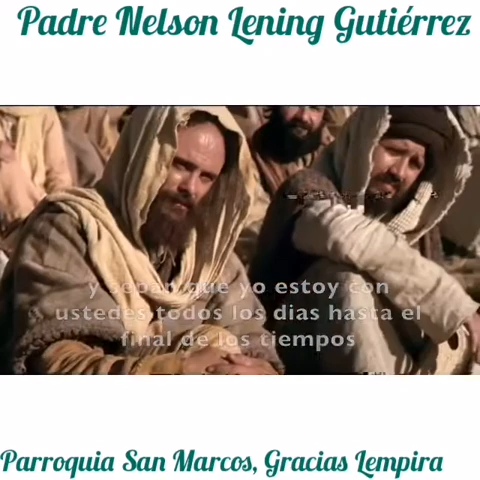 Padre Nelson Lening Gutiérrez
y sepan que yo estoy con
ustedes todos los dias hasta el
final de los tiempos
Parroquia San Marcos, Gracias Lempira